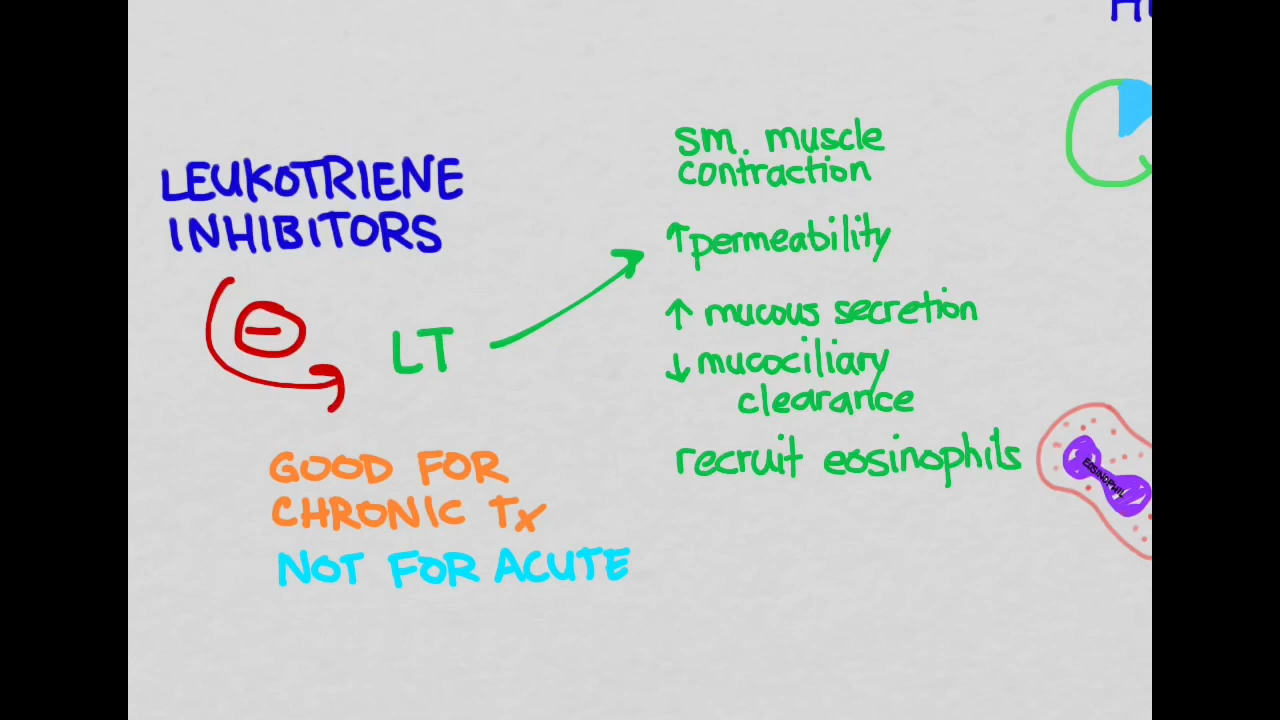 LEUKOTRIENE
INHIBITORS
LT
GOOD FOR
CHRONIC Tx
NOT FOR ACUTE
sm. muscle
contraction
↑ permeability
↑ mucous secretion
↓ mucociliary
clearance
recruit eosinophils
EOSINOPHIL